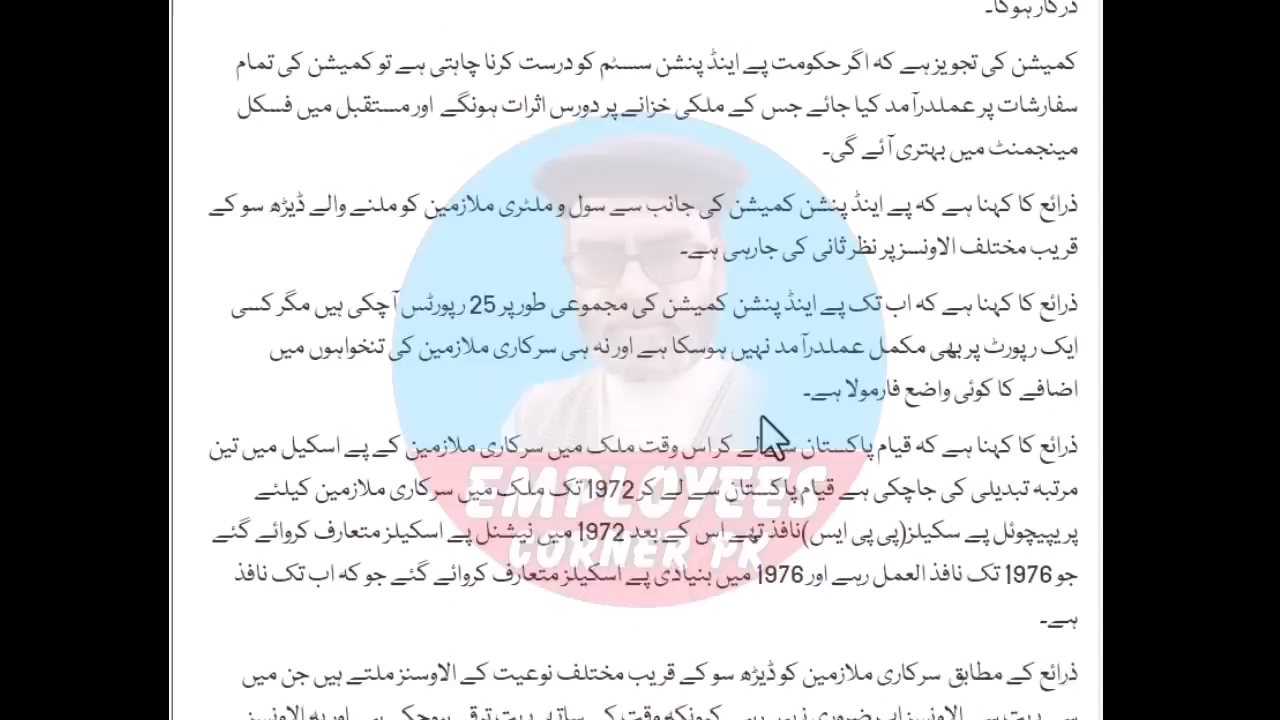 درکار ہوگا۔
کمیشن کی تجویز ہے کہ اگر حکومت پے اینڈ پنشن سسٹم کو درست کرنا چاہتی ہے تو کمیشن کی تمام
سفارشات پر عملدرآمد کیا جائے جس کے ملکی خزانے پر دورس اثرات ہونگے اور مستقبل میں فسکل
مینجمنٹ میں بہتری آئے گی۔
ذرائع کا کہنا ہے کہ پے اینڈ پنشن کمیشن کی جانب سے سول و ملٹری ملازمین کو ملنے والے ڈیڑھ سو کے
قریب مختلف الاونسز پر نظر ثانی کی جارہی ہے۔
ذرائع کا کہنا ہے کہ اب تک پے اینڈ پنشن کمیشن کی مجموعی طور پر 25 رپورٹس آچکی ہیں مگر کسی
ایک رپورٹ پر بھی مکمل عملدرآمد نہیں ہوسکا ہے اور نہ ہی سرکاری ملازمین کی تنخواہوں میں
اضافے کا کوئی واضع فارمولا ہے۔
ذرائع کا کہنا ہے کہ قیام پاکستان سے لے کر اس وقت ملک میں سرکاری ملازمین کے پے اسکیل میں تین
مرتبہ تبدیلی کی جاچکی ہے قیام پاکستان سے لے کر 1972 تک ملک میں سرکاری ملازمین کیلئے
پریپیچوئل پے سکیلز(پی پی ایس)نافذ تھے اس کے بعد 1972 میں نیشنل پے اسکیلز متعارف کروائے گئے
جو 1976 تک نافذ العمل رہے اور 1976 میں بنیادی پے اسکیلز متعارف کروائے گئے جو کہ اب تک نافذ
ہے۔
ذرائع کے مطابق سرکاری ملازمین کو ڈیڑھ سو کے قریب مختلف نوعیت کے الاوسنز ملتے ہیں جن میں
EMPLOYEES
CORNER PK